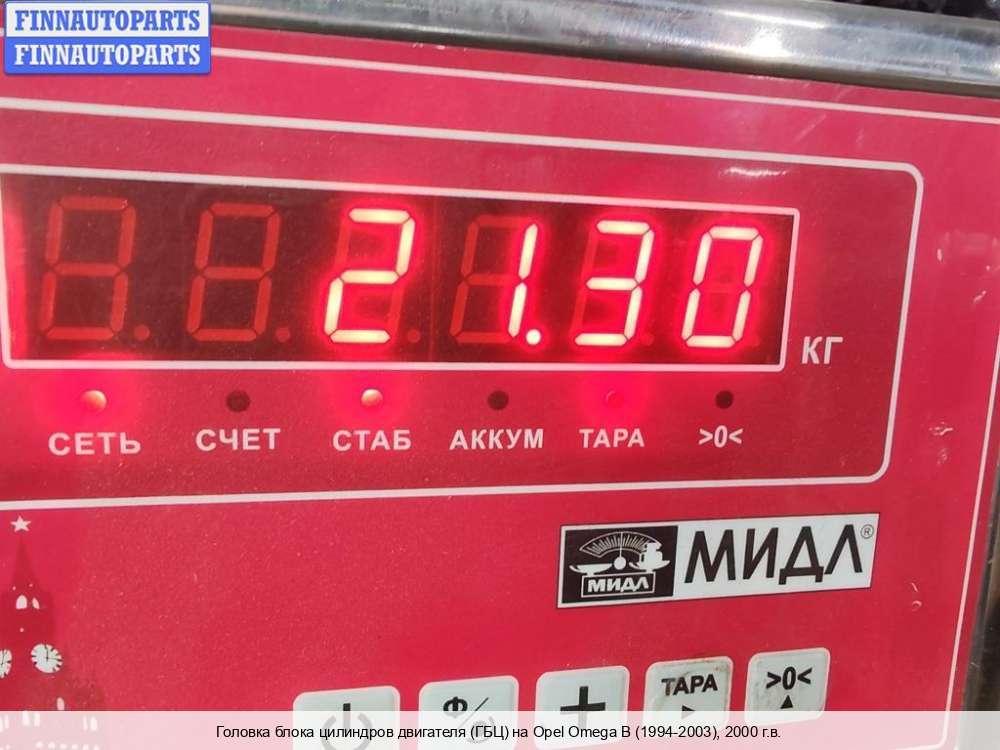 FINNAUTOPARTS
FINNAUTOPARTS
21.30
КГ
СЕТЬ СЧЕТ СТАБ АККУМ ТАРА >0<
МИДЛ МИДЛ®
Ф/
+ ТАРА >0<
Головка блока цилиндров двигателя (ГБЦ) на Opel Omega B (1994-2003), 2000 г.в.